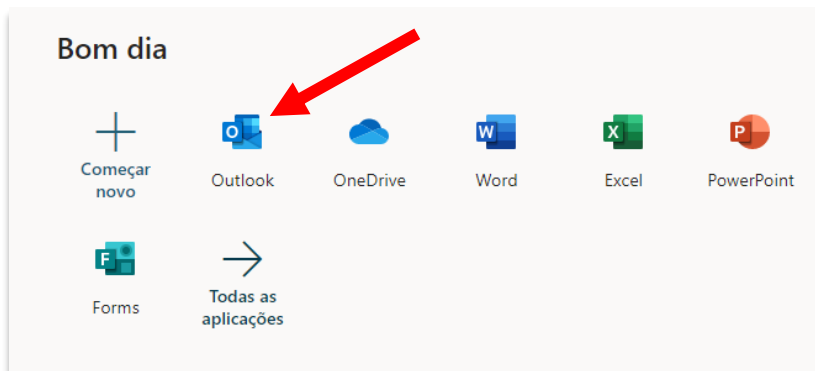 Bom dia
Começar
novo
Outlook
OneDrive
Word
Excel
PowerPoint
Forms
Todas as
aplicações